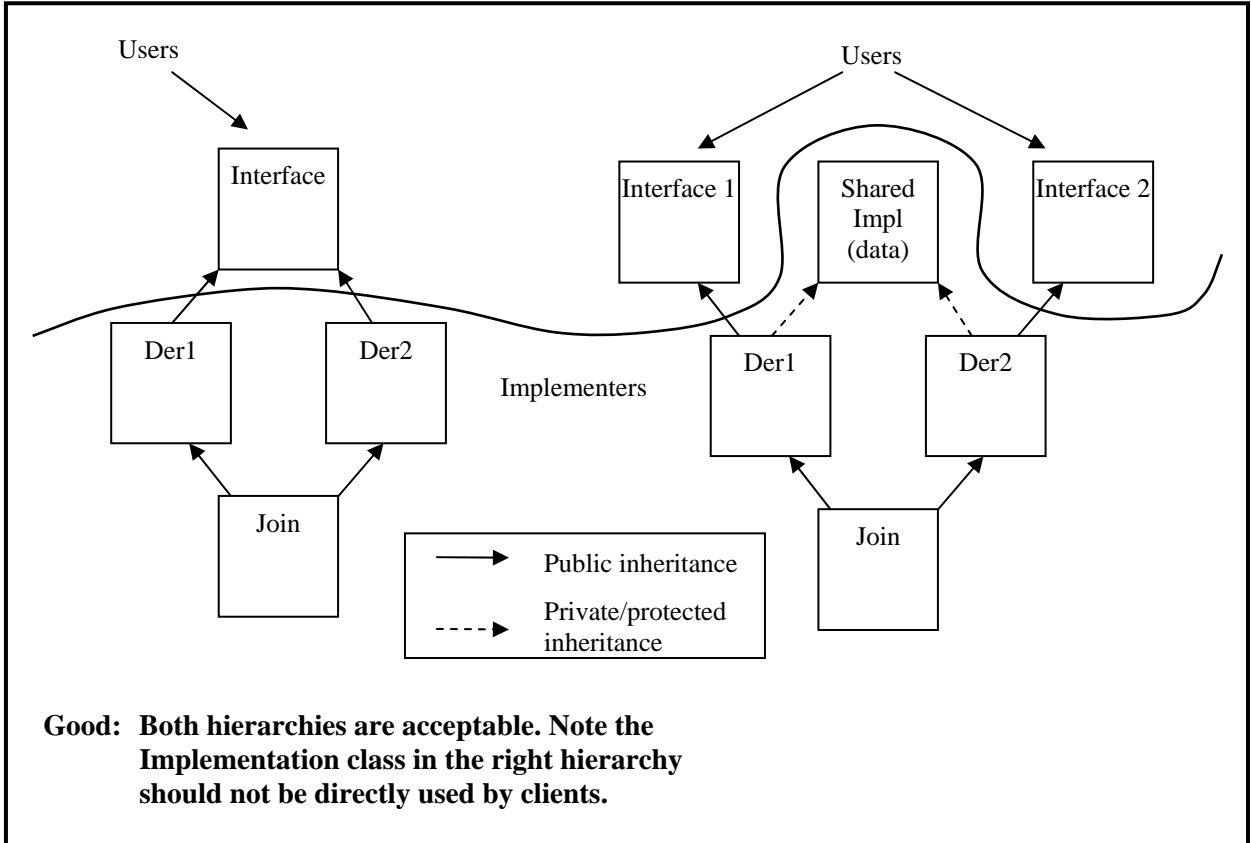 Users
Users
Interface
Interface 1
Shared
Impl
(data)
Interface 2
Der1
Der2
Implementers
Der1
Der2
Join
Join
Public inheritance
Private/protected
inheritance
Good: Both hierarchies are acceptable. Note the
Implementation class in the right hierarchy
should not be directly used by clients.